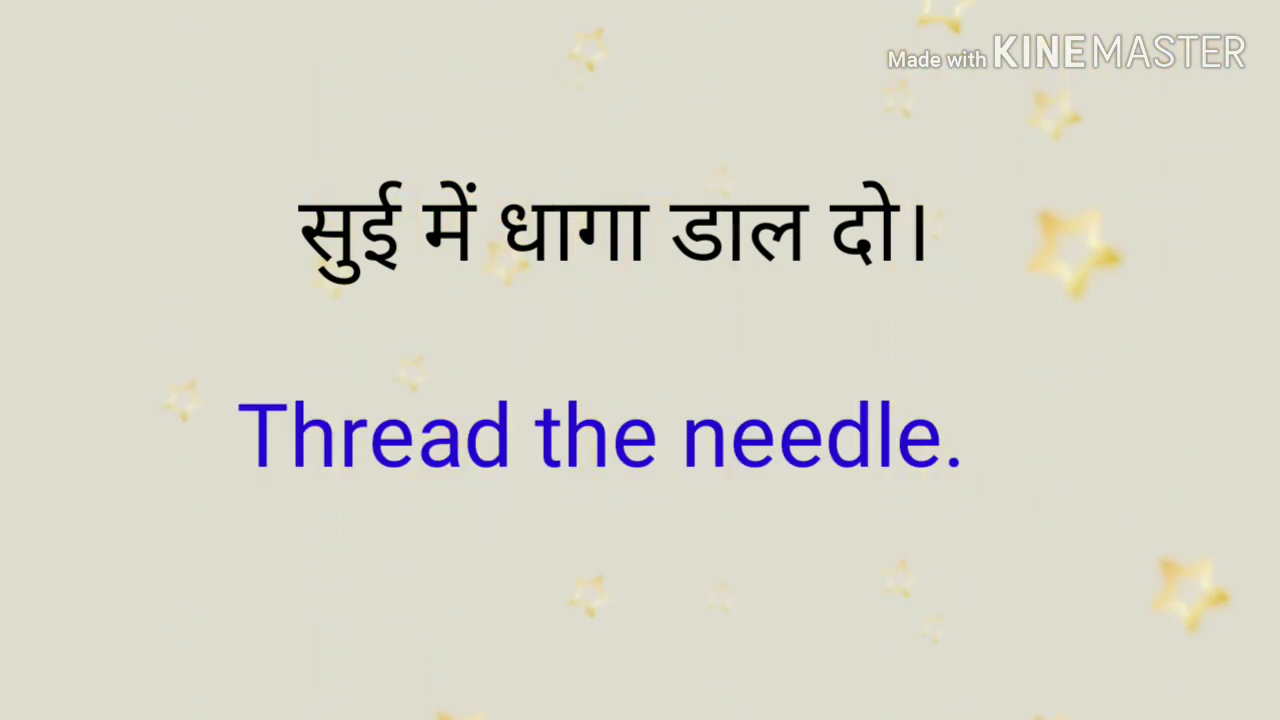 Made with KINEMASTER
सुई में धागा डाल दो।
Thread the needle.